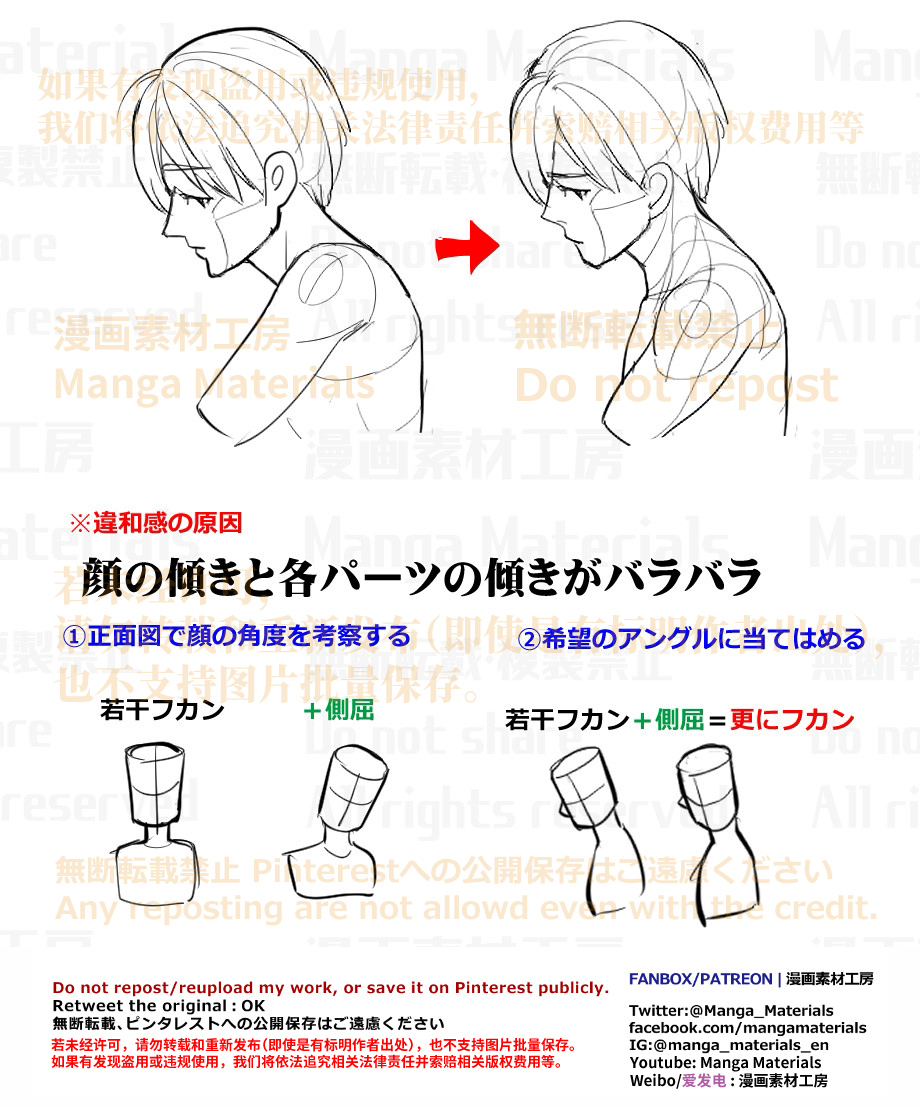 如果有发现盗用或违规使用,
我们将依法追究相关法律责任并索赔相关版权费用等
漫画素材工房
Manga Materials
無断転載禁止
Do not repost
※違和感の原因
顔の傾きと各パーツの傾きがバラバラ
①正面図で顔の角度を考察する
②希望のアングルに当てはめる
也不支持图片批量保存。
若干フカン
＋側屈
若干フカン＋側屈＝更にフカン
無断転載禁止 Pinterestへの公開保存はご遠慮ください
Any reposting are not allowd even with the credit.
Do not repost/reupload my work, or save it on Pinterest publicly.
Retweet the original : OK
無断転載、ピンタレストへの公開保存はご遠慮ください
若未经许可，请勿转载和重新发布(即使是有标明作者出处)，也不支持图片批量保存。
如果有发现盗用或违规使用，我们将依法追究相关法律责任并索赔相关版权费用等。
FANBOX/PATREON | 漫画素材工房
Twitter:@Manga_Materials
facebook.com/mangamaterials
IG:@manga_materials_en
Youtube: Manga Materials
Weibo/爱发电 : 漫画素材工房